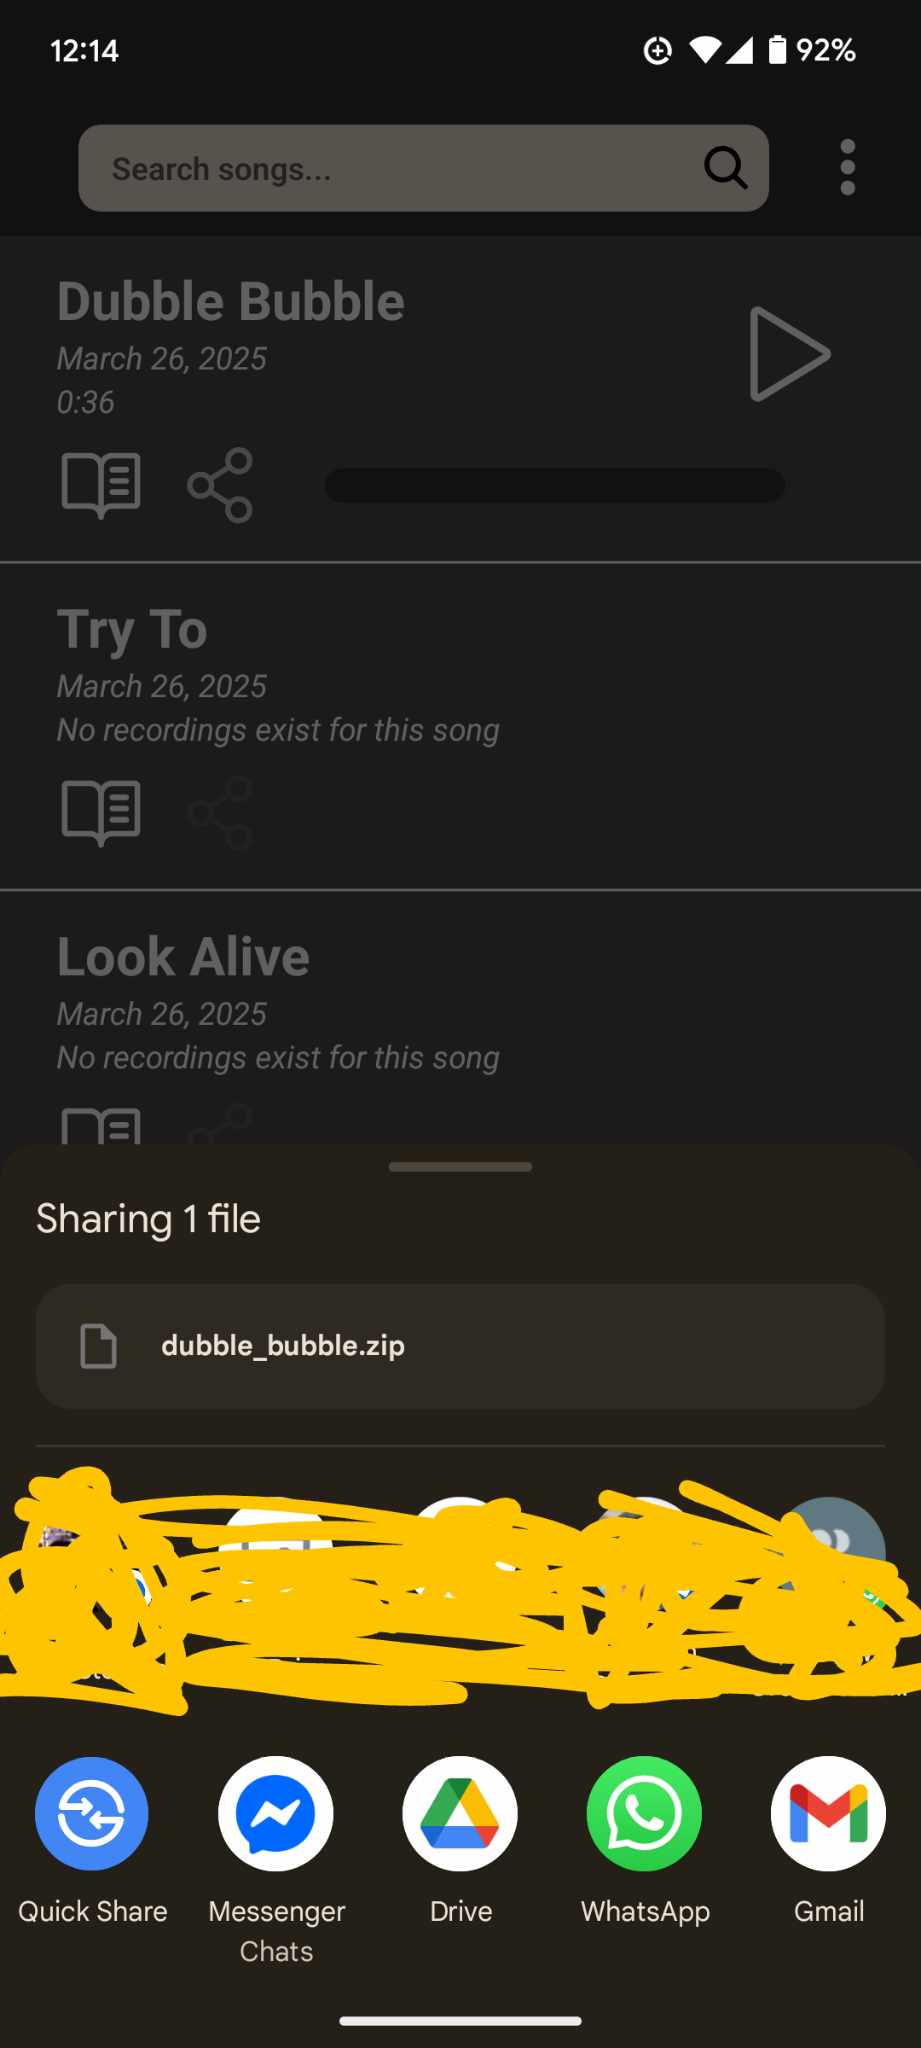 12:14
92%
Search songs...
Dubble Bubble
March 26, 2025
0:36
Try To
March 26, 2025
No recordings exist for this song
Look Alive
March 26, 2025
No recordings exist for this song
Sharing 1 file
dubble_bubble.zip
Quick Share
Messenger
Chats
Drive
WhatsApp
Gmail